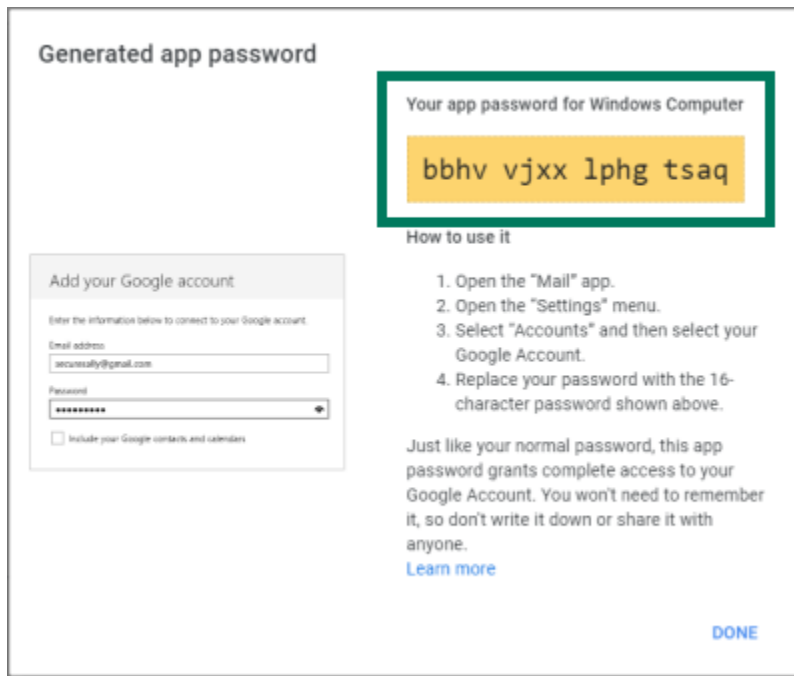 Generated app password
Your app password for Windows Computer
bbhv vjxx lphg tsaq
How to use it
1. Open the “Mail” app.
2. Open the “Settings” menu.
3. Select “Accounts” and then select your
Google Account.
4. Replace your password with the 16-
character password shown above.
Just like your normal password, this app
password grants complete access to your
Google Account. You won't need to remember
it, so don't write it down or share it with
anyone.
Learn more
DONE
Add your Google account
Enter the information below to connect to your Google account.
Email address
securesally@gmail.com
Password
•••••••••
Include your Google contacts and calendars